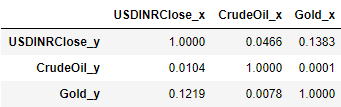 USDINRClose_x CrudeOil_x Gold_x
USDINRClose_y 1.0000 0.0466 0.1383
CrudeOil_y 0.0104 1.0000 0.0001
Gold_y 0.1219 0.0078 1.0000